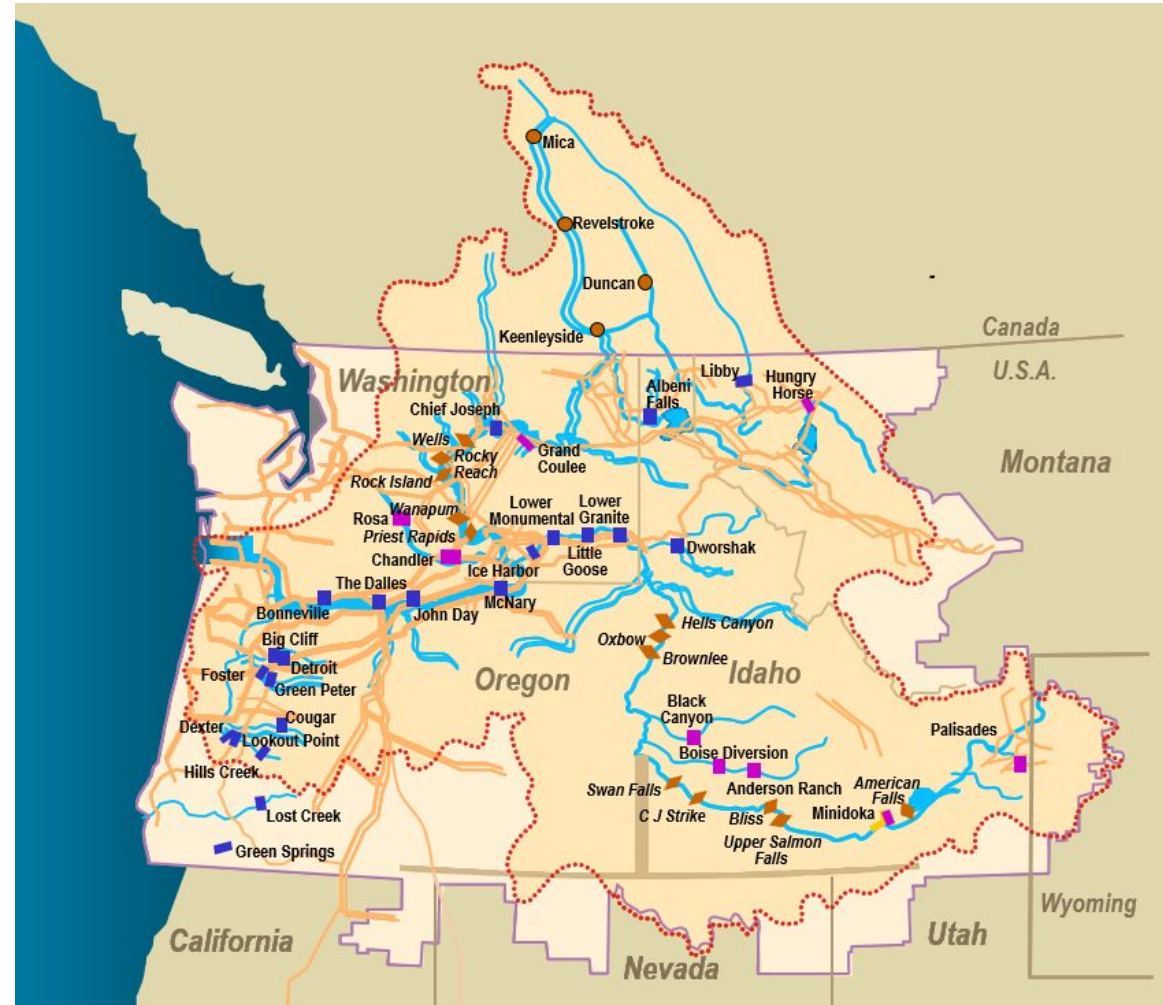 Mica
Revelstroke
Duncan
Keenleyside
Canada
U.S.A.
Washington
Libby
Hungry
Horse
Albeni
Falls
Chief Joseph
Wells
Rocky
Reach
Grand
Coulee
Rock Island
Montana
Wanapum
Lower
Monumental
Lower
Granite
Rosa
Priest Rapids
Chandler
Ice Harbor
Little
Goose
Dworshak
The Dalles
McNary
Bonneville
John Day
Hells Canyon
Big Cliff
Oxbow
Detroit
Brownlee
Foster
Green Peter
Oregon
Idaho
Black
Canyon
Cougar
Dexter
Lookout Point
Palisades
Boise Diversion
Hills Creek
Swan Falls
Anderson Ranch
American
Falls
C J Strike
Bliss
Minidoka
Lost Creek
Upper Salmon
Falls
Green Springs
Wyoming
California
Utah
Nevada